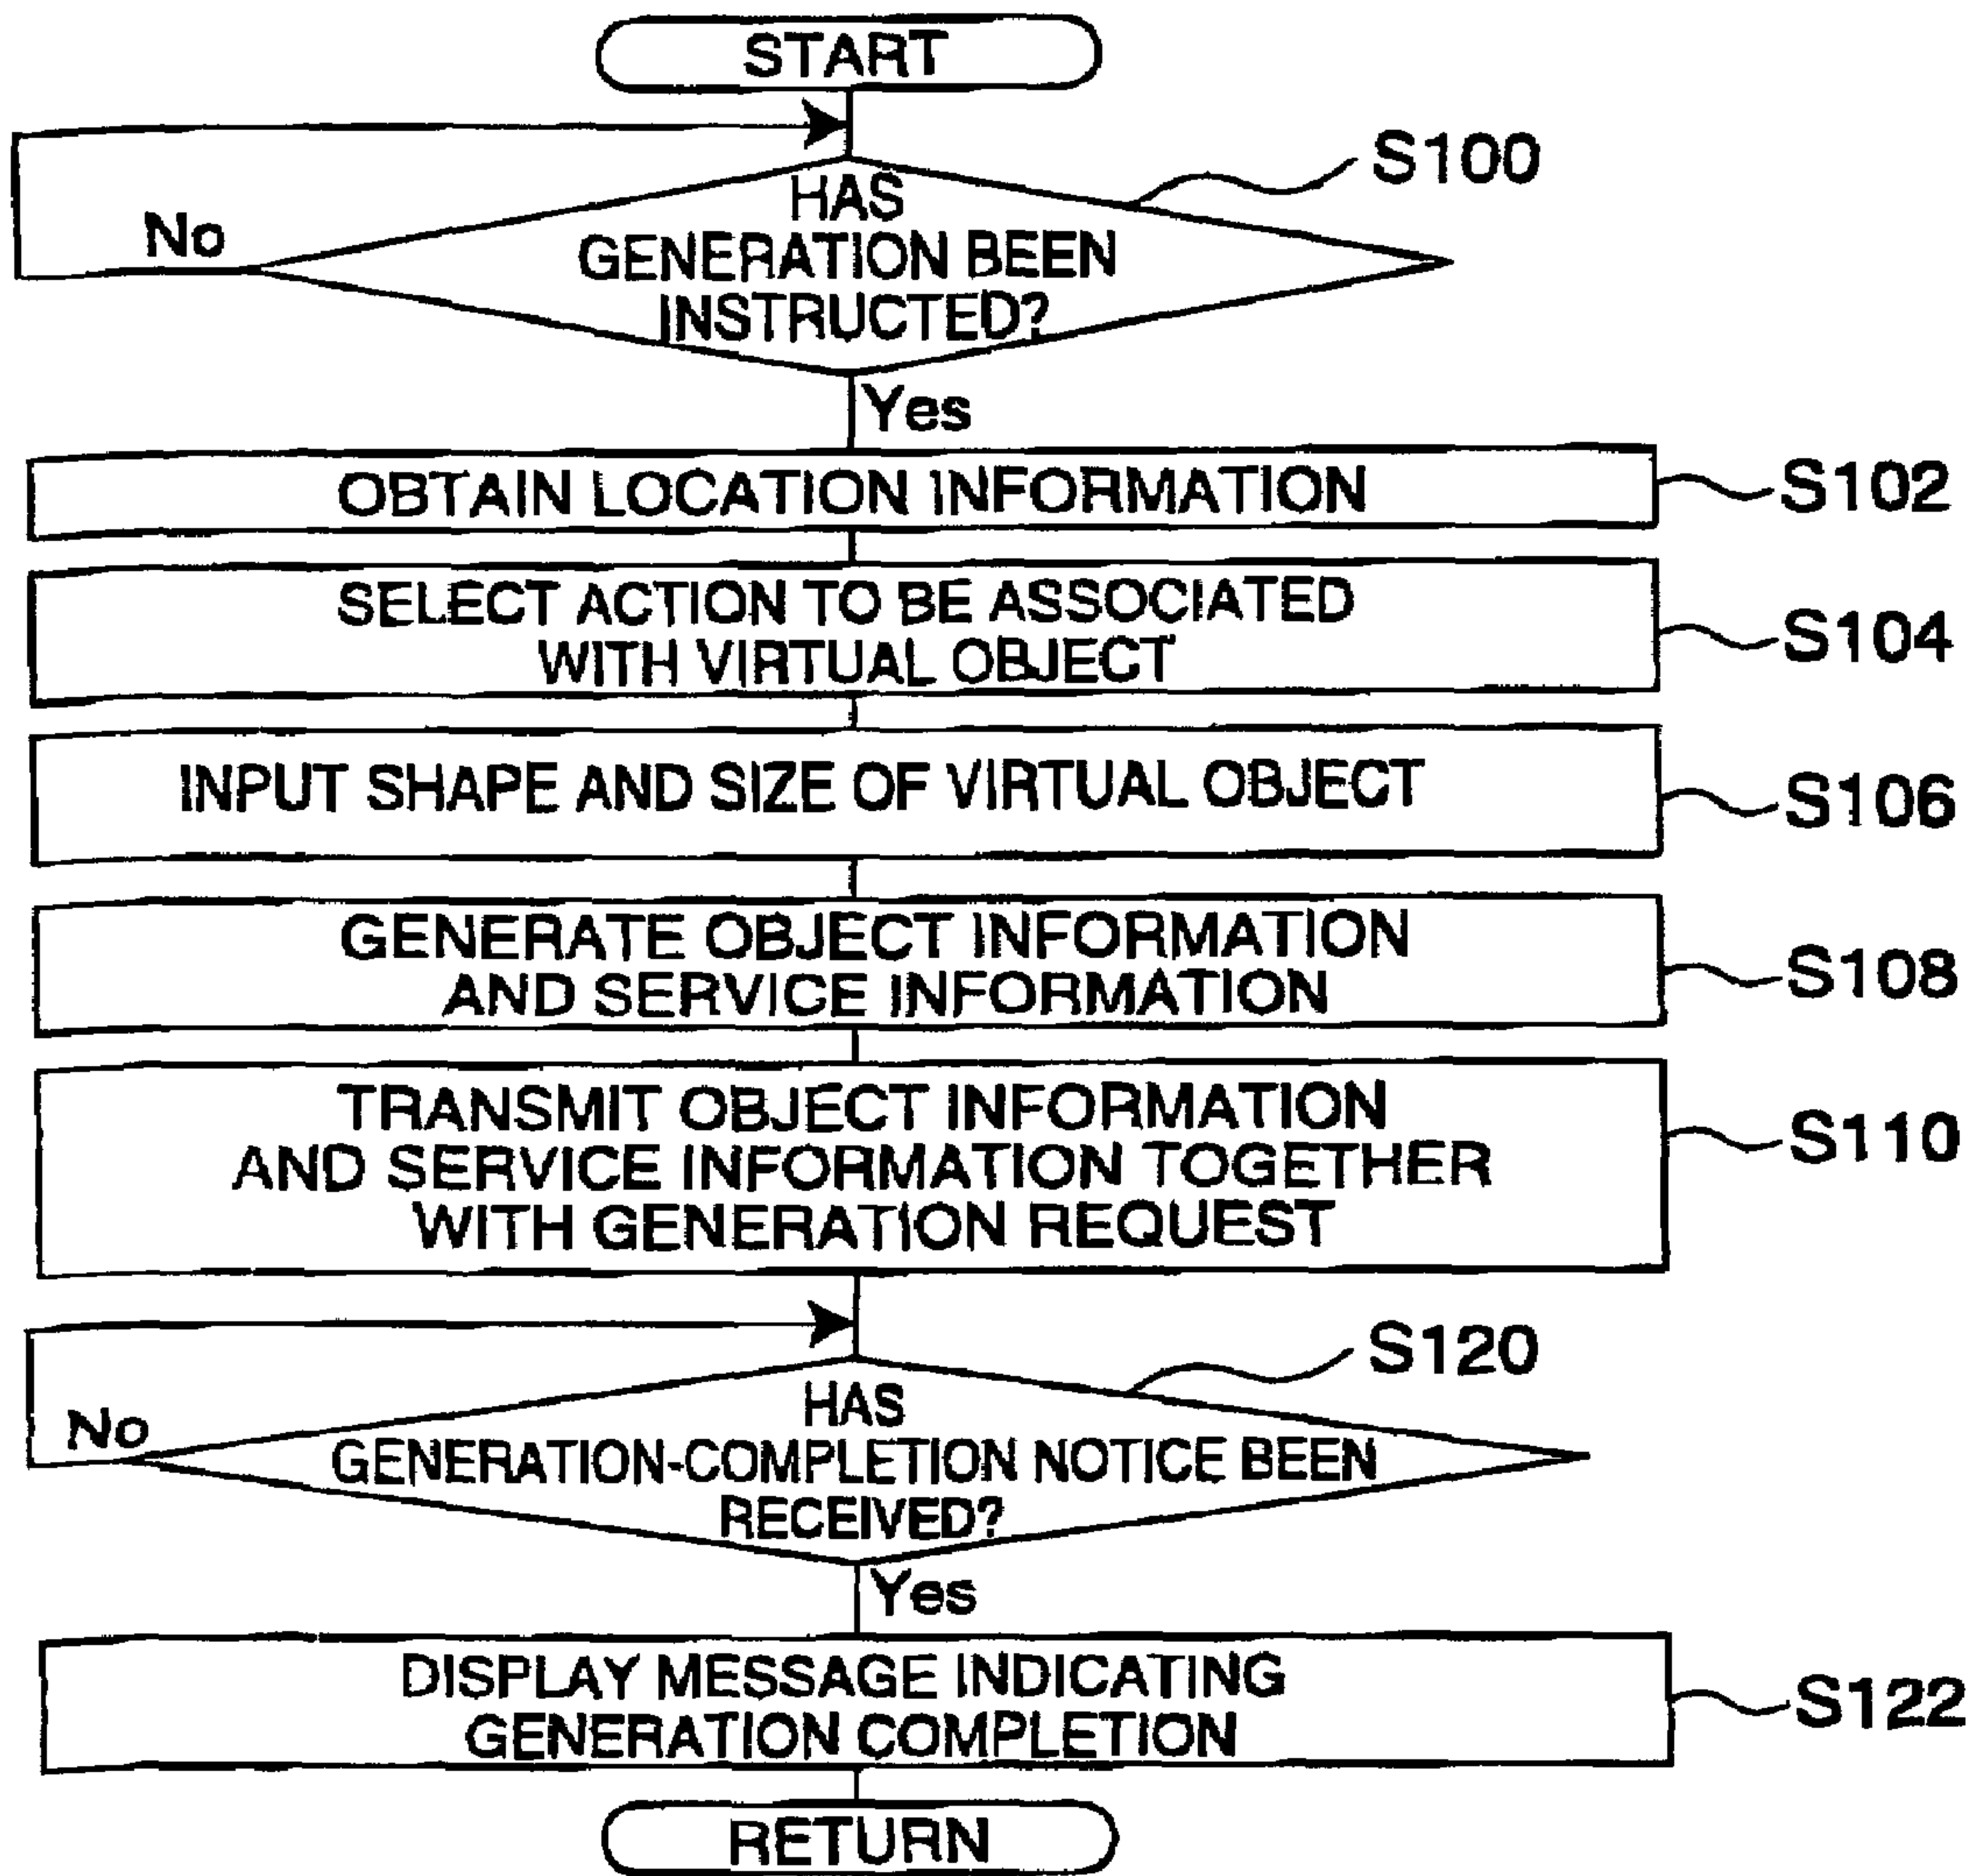 START
HAS
GENERATION BEEN
INSTRUCTED?
S100
No
Yes
OBTAIN LOCATION INFORMATION
S102
SELECT ACTION TO BE ASSOCIATED
WITH VIRTUAL OBJECT
S104
INPUT SHAPE AND SIZE OF VIRTUAL OBJECT
S106
GENERATE OBJECT INFORMATION
AND SERVICE INFORMATION
S108
TRANSMIT OBJECT INFORMATION
AND SERVICE INFORMATION TOGETHER
WITH GENERATION REQUEST
S110
HAS
GENERATION-COMPLETION NOTICE BEEN
RECEIVED?
S120
No
Yes
DISPLAY MESSAGE INDICATING
GENERATION COMPLETION
S122
RETURN